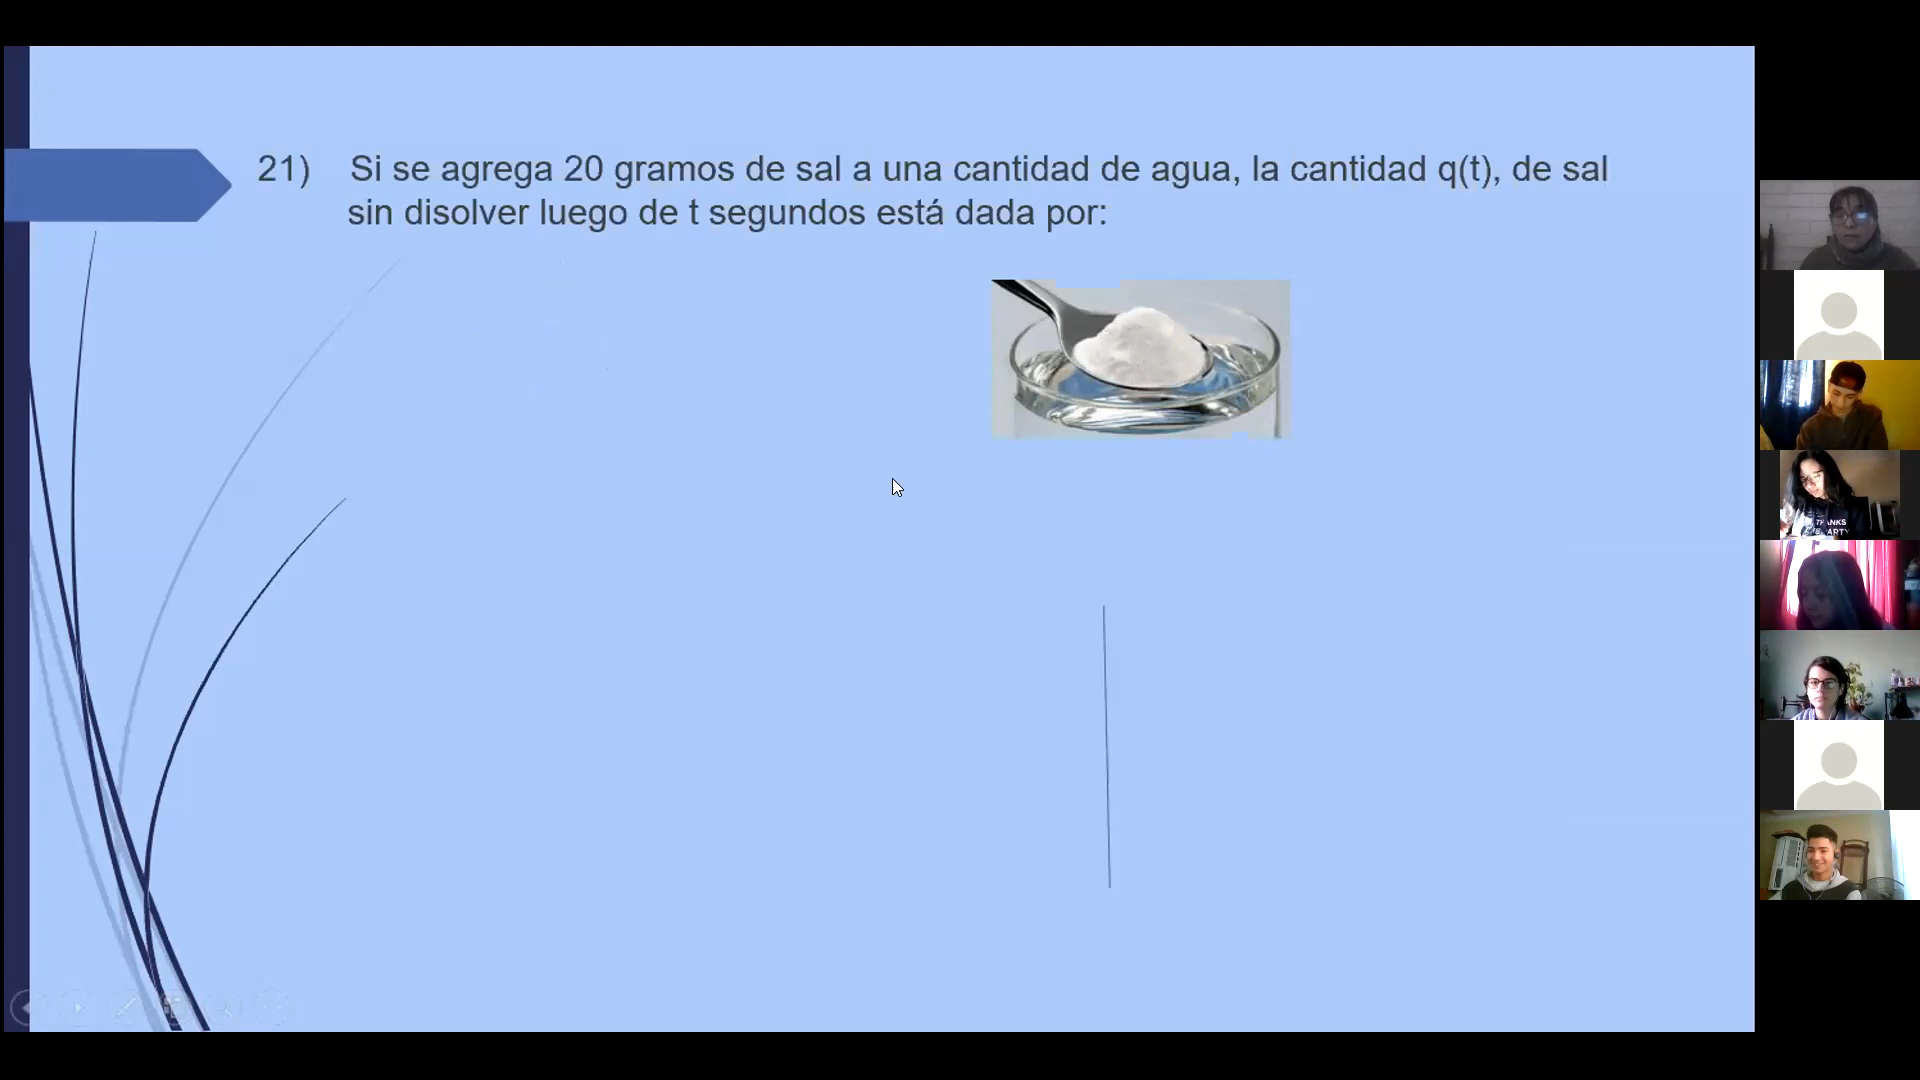 21) Si se agrega 20 gramos de sal a una cantidad de agua, la cantidad q(t), de sal
sin disolver luego de t segundos está dada por:
THANKS